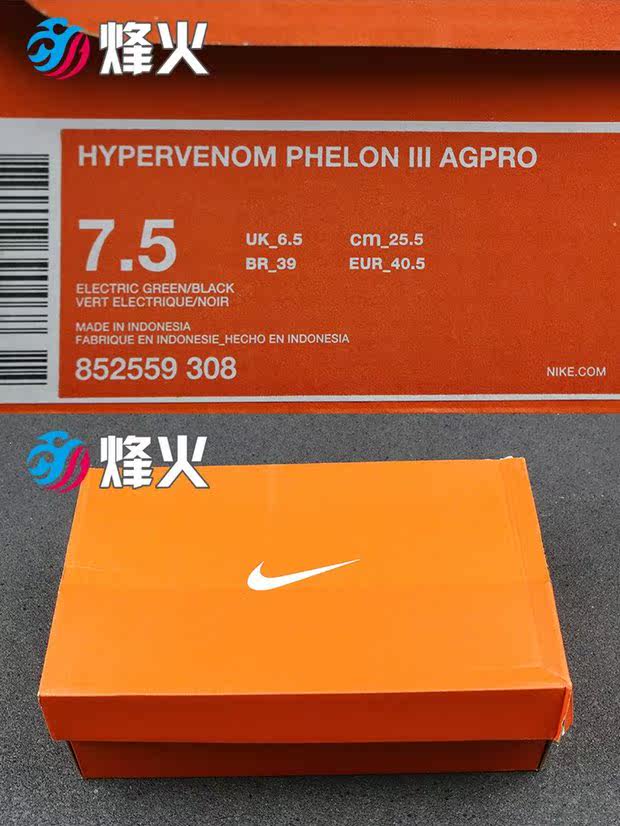 烽火
HYPERVENOM PHELON III AGPRO
7.5
UK_6.5 cm_25.5
BR_39 EUR_40.5
ELECTRIC GREEN/BLACK
VERT ELECTRIQUE/NOIR
MADE IN INDONESIA
FABRIQUE EN INDONESIE_HECHO EN INDONESIA
852559 308
NIKE.COM
烽火